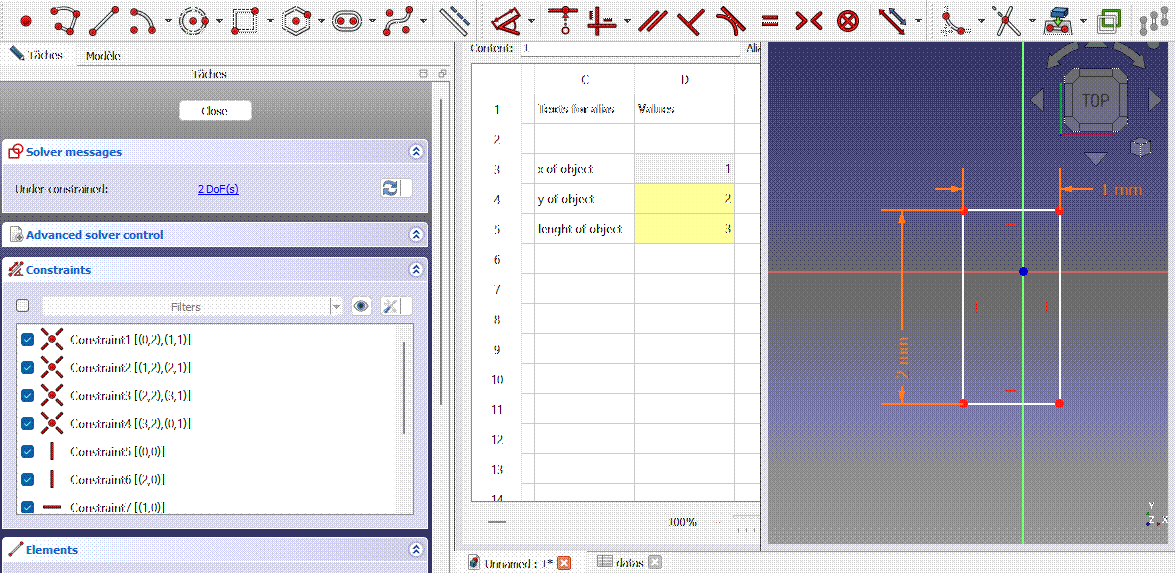 Tâches
Modèle
Tâches
Close
Solver messages
Under-constrained:
2 DoF(s)
Advanced solver control
Constraints
Filters
Constraint1 [(0,2),(1,1)]
Constraint2 [(1,2),(2,1)]
Constraint3 [(2,2),(3,1)]
Constraint4 [(3,2),(0,1)]
Constraint5 [(0,0)]
Constraint6 [(2,0)]
Constraint7 [(1,0)]
Elements
Content: 1
Alia
C D
1 Texts for alias Values
2
3 x of object 1
4 y of object 2
5 lenght of object 3
6
7
8
9
10
11
12
13
14
100%
Unnamed : 1*
datas
TOP
1 mm
2 mm
Y
Z X